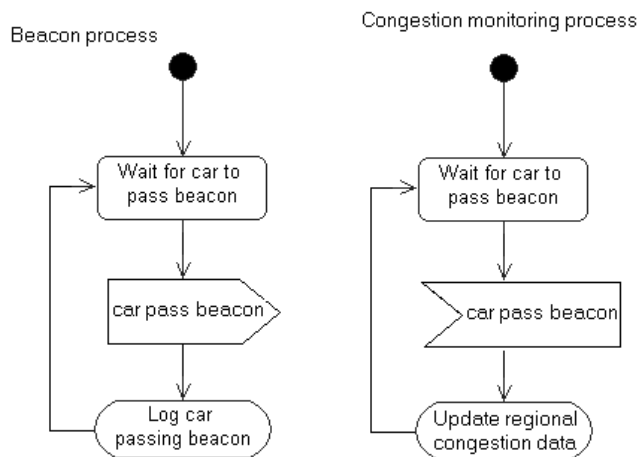 Beacon process
Wait for car to
pass beacon
car pass beacon
Log car
passing beacon
Congestion monitoring process
Wait for car to
pass beacon
car pass beacon
Update regional
congestion data